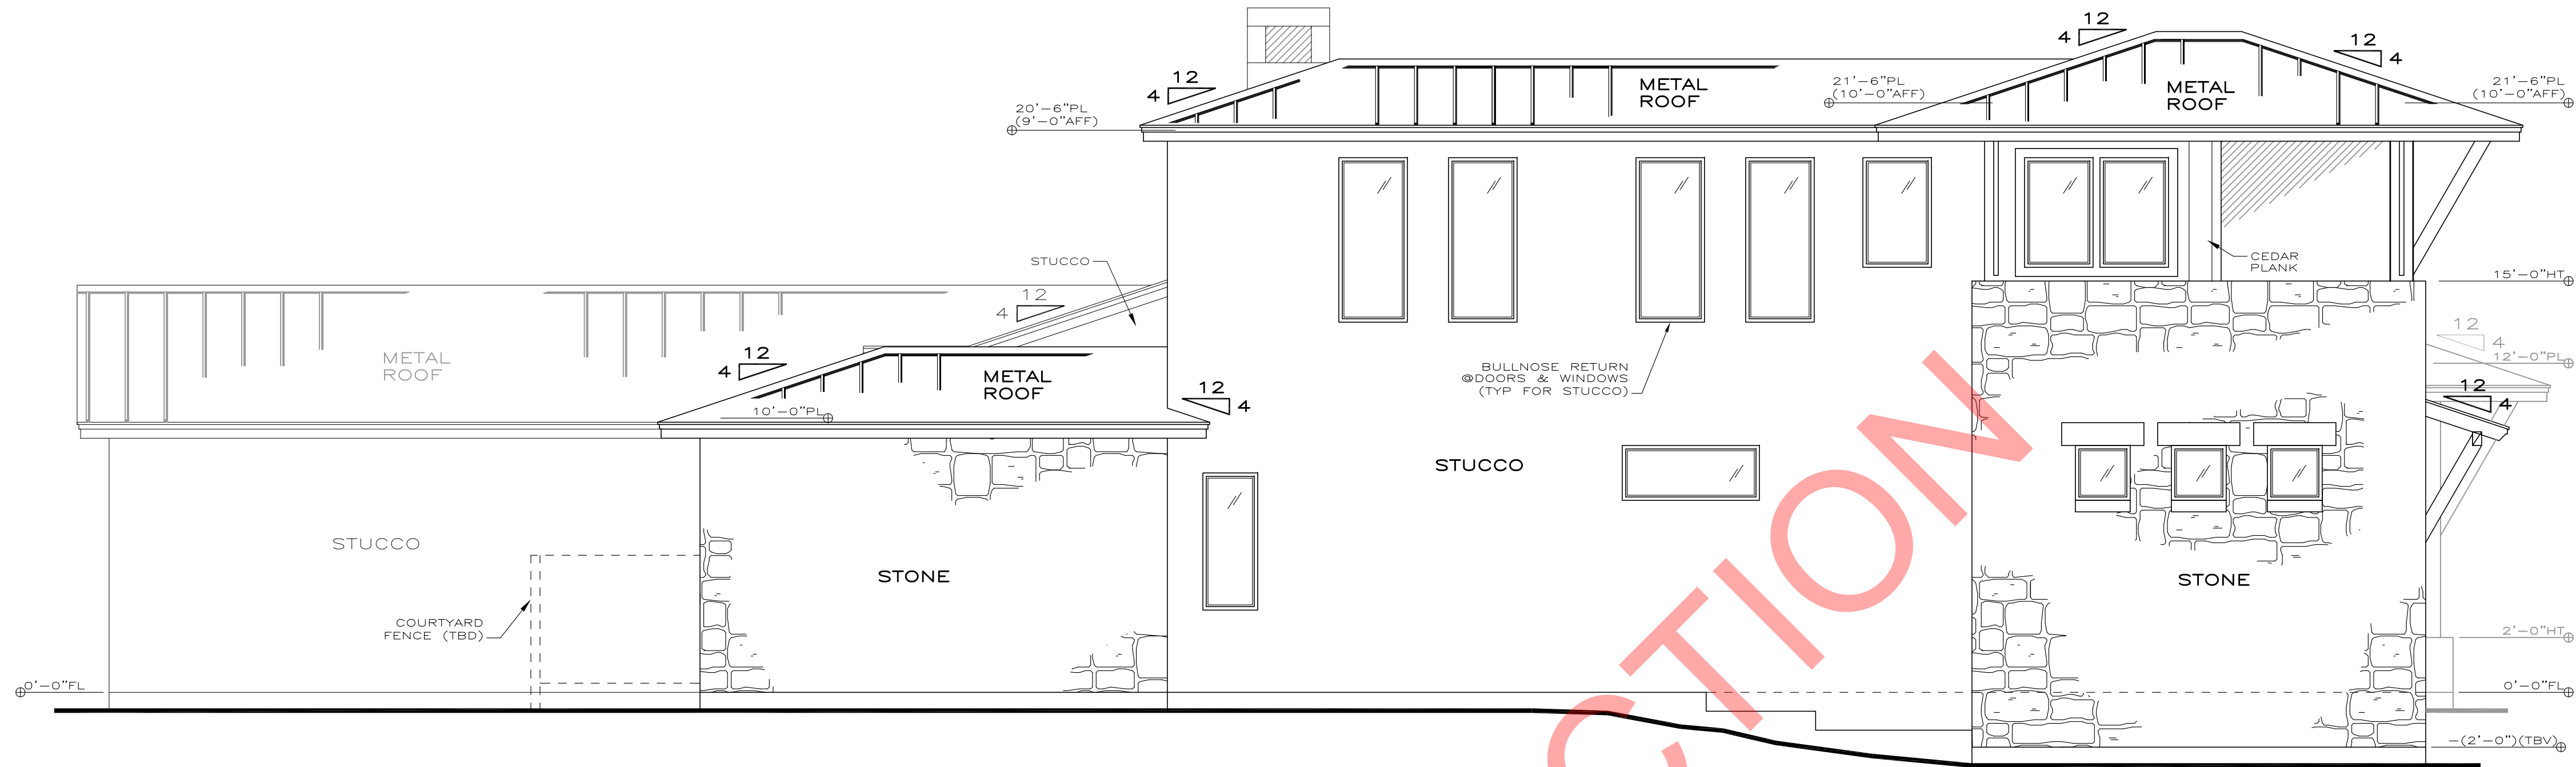 12
4
12
4
12
4
METAL
ROOF
METAL
ROOF
21'-6"PL
(10'-0"AFF)
21'-6"PL
(10'-0"AFF)
20'-6"PL
(9'-0"AFF)
STUCCO
CEDAR
PLANK
15'-0"HT
12
4
12
4
12'-0"PL
METAL
ROOF
12
4
METAL
ROOF
BULLNOSE RETURN
@DOORS & WINDOWS
(TYP FOR STUCCO)
12
4
12
4
10'-0"PL
STUCCO
STUCCO
STONE
STONE
COURTYARD
FENCE (TBD)
2'-0"HT
0'-0"FL
0'-0"FL
-(2'-0")(TBV)
CTION